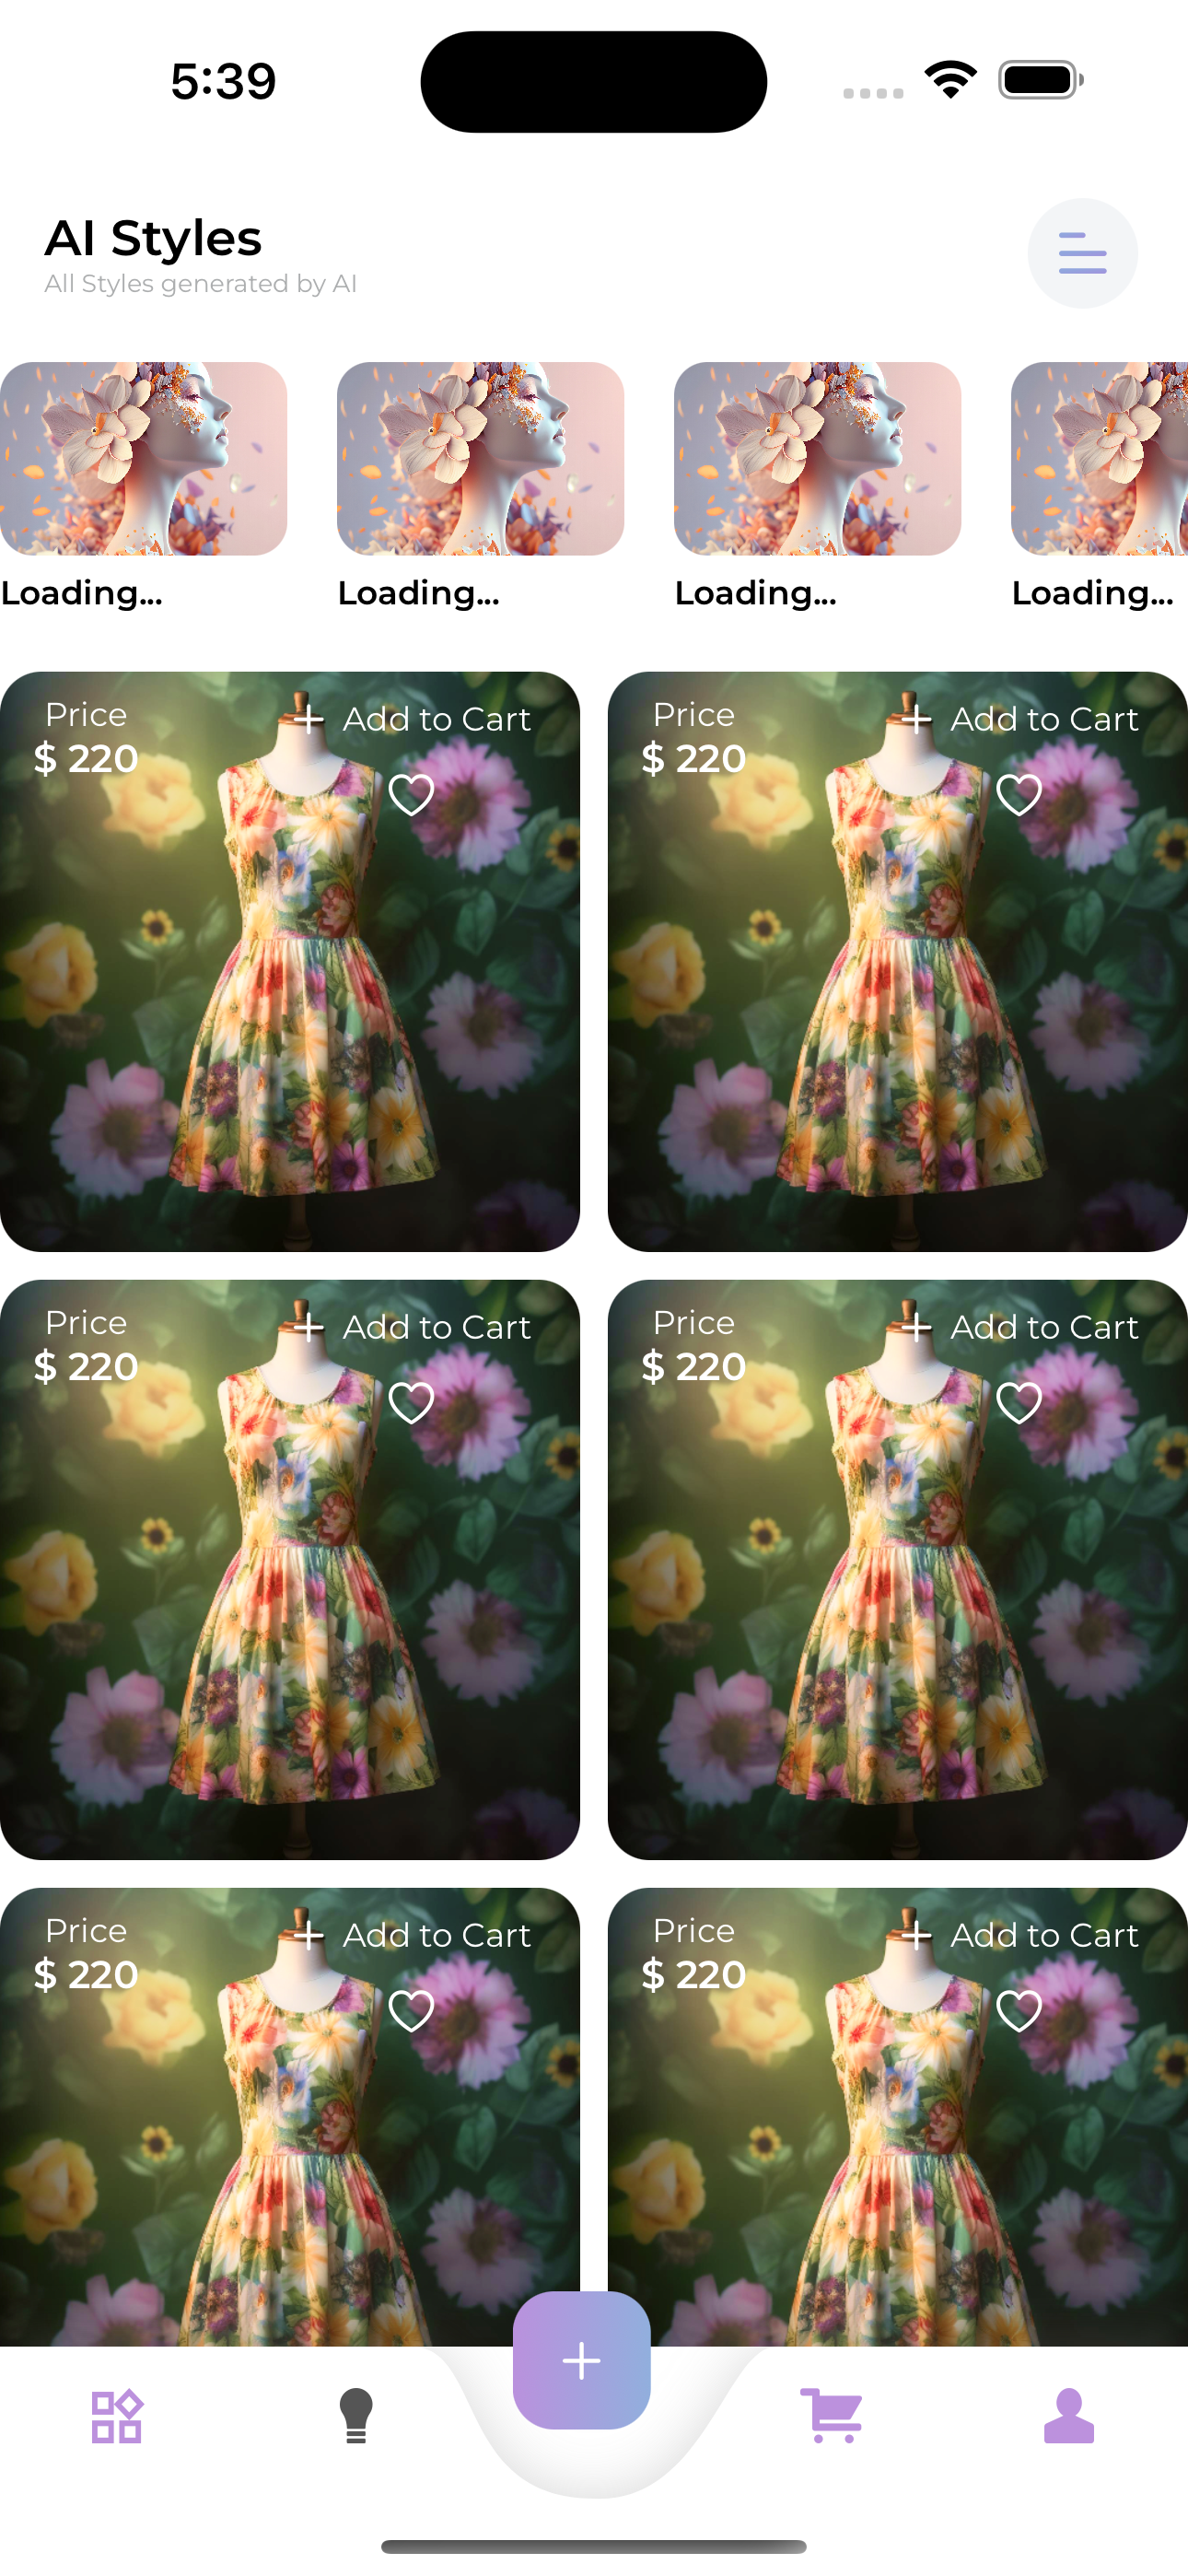 5:39
AI Styles
All Styles generated by AI
Loading... Loading... Loading... Loading...
Price + Add to Cart Price + Add to Cart
$ 220 $ 220
Price + Add to Cart Price + Add to Cart
$ 220 $ 220
Price + Add to Cart Price + Add to Cart
$ 220 $ 220